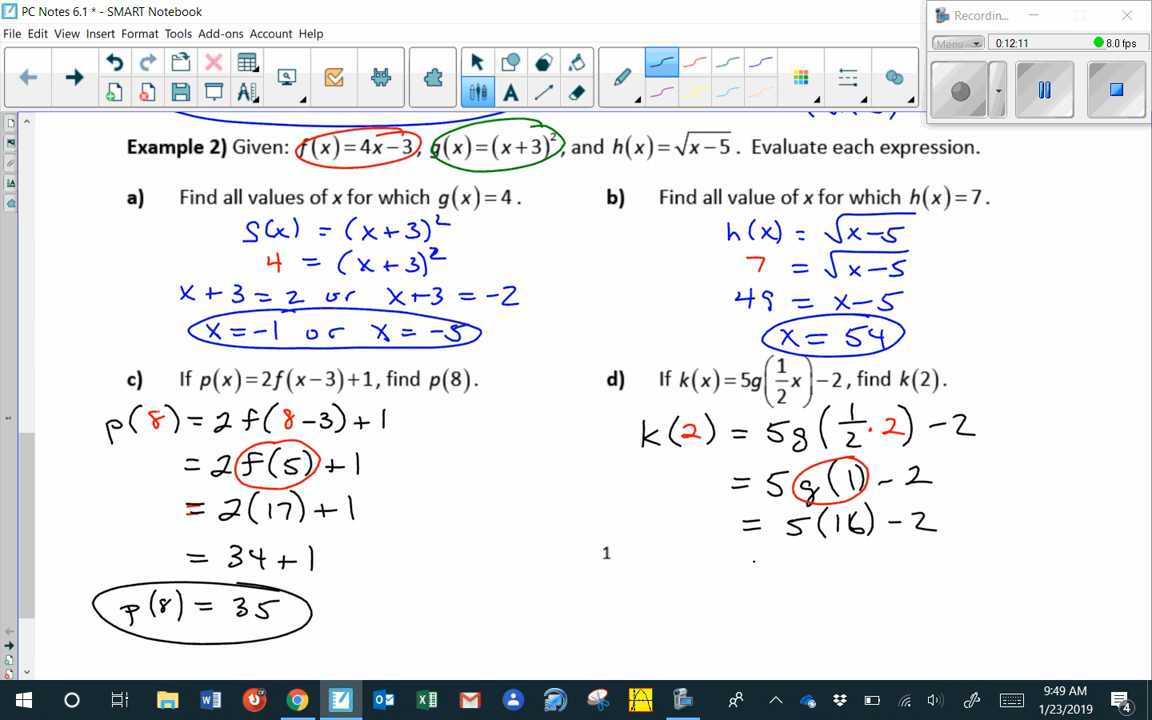 PC Notes 6.1 * - SMART Notebook
File Edit View Insert Format Tools Add-ons Account Help
Recordin...
Menu 0:12:11 8.0 fps
Example 2) Given: f(x)=4x−3, g(x)=(x+3)², and h(x)=√x−5. Evaluate each expression.
a) Find all values of x for which g(x)=4.
g(x) = (x+3)²
4 = (x+3)²
x+3=2 or x+3=-2
x=-1 or x=-5
b) Find all value of x for which h(x)=7.
h(x) = √x-5
7 = √x-5
49 = x-5
x = 54
c) If p(x)=2f(x−3)+1, find p(8).
p(8) = 2f(8-3)+1
= 2f(5)+1
= 2(17)+1
= 34+1
p(8) = 35
d) If k(x)=5g(1/2x)−2, find k(2).
k(2) = 5g(1/2·2)-2
= 5g(1)-2
= 5(16)-2
1
9:49 AM
1/23/2019
4